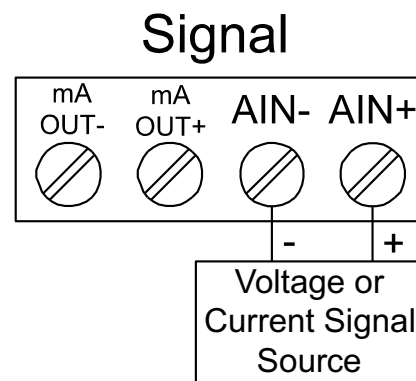 Signal
mA
OUT-
mA
OUT+
AIN-
AIN+
-
+
Voltage or
Current Signal
Source